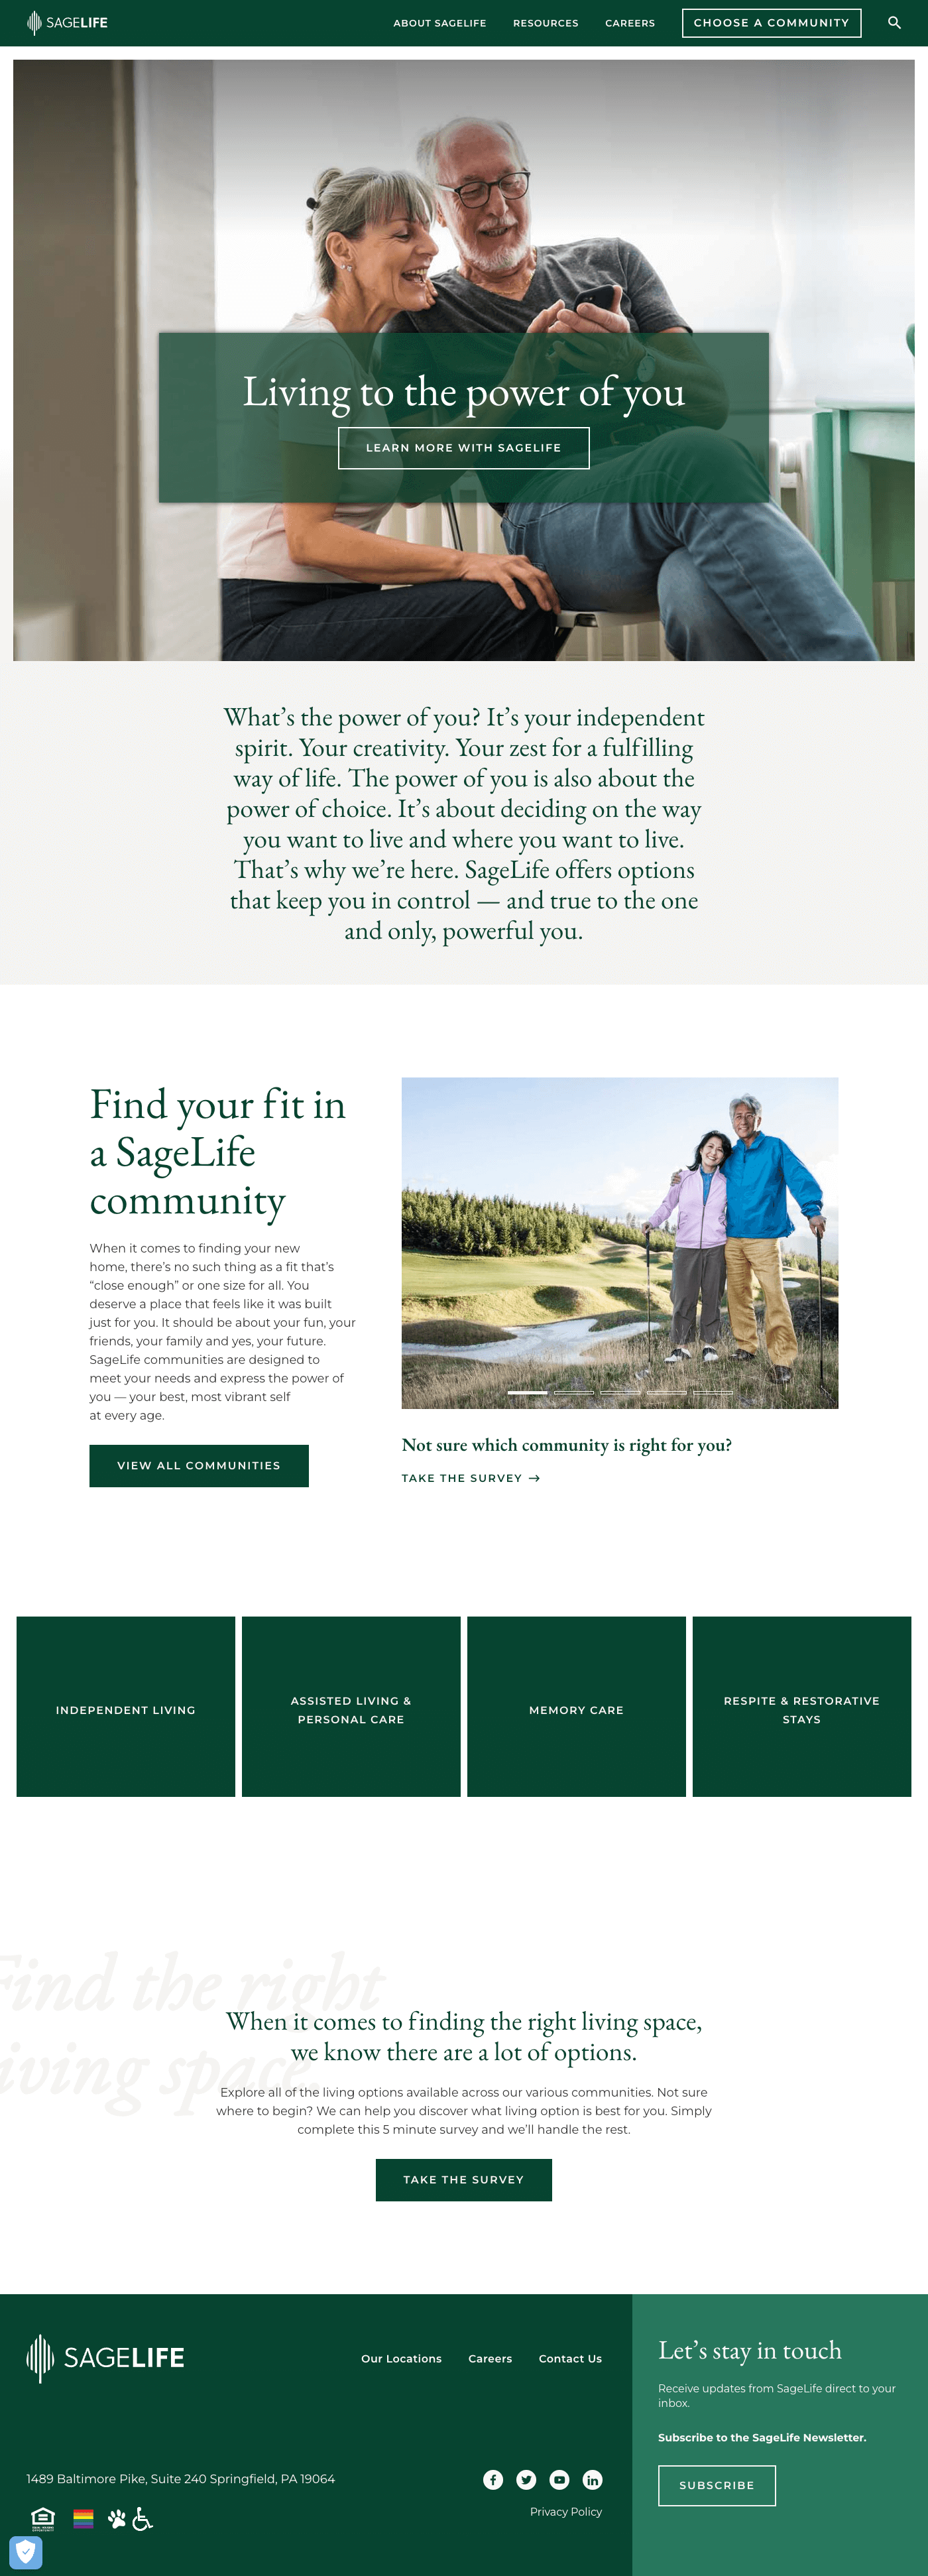 SAGELIFE
ABOUT SAGELIFE
RESOURCES
CAREERS
CHOOSE A COMMUNITY
Living to the power of you
LEARN MORE WITH SAGELIFE
What’s the power of you? It’s your independent
spirit. Your creativity. Your zest for a fulfilling
way of life. The power of you is also about the
power of choice. It’s about deciding on the way
you want to live and where you want to live.
That’s why we’re here. SageLife offers options
that keep you in control — and true to the one
and only, powerful you.
Find your fit in
a SageLife
community
When it comes to finding your new
home, there’s no such thing as a fit that’s
“close enough” or one size for all. You
deserve a place that feels like it was built
just for you. It should be about your fun, your
friends, your family and yes, your future.
SageLife communities are designed to
meet your needs and express the power of
you — your best, most vibrant self
at every age.
VIEW ALL COMMUNITIES
Not sure which community is right for you?
TAKE THE SURVEY →
INDEPENDENT LIVING
ASSISTED LIVING &
PERSONAL CARE
MEMORY CARE
RESPITE & RESTORATIVE
STAYS
Find the right
living space.
When it comes to finding the right living space,
we know there are a lot of options.
Explore all of the living options available across our various communities. Not sure
where to begin? We can help you discover what living option is best for you. Simply
complete this 5 minute survey and we’ll handle the rest.
TAKE THE SURVEY
SAGELIFE
Our Locations
Careers
Contact Us
1489 Baltimore Pike, Suite 240 Springfield, PA 19064
Privacy Policy
Let’s stay in touch
Receive updates from SageLife direct to your
inbox.
Subscribe to the SageLife Newsletter.
SUBSCRIBE